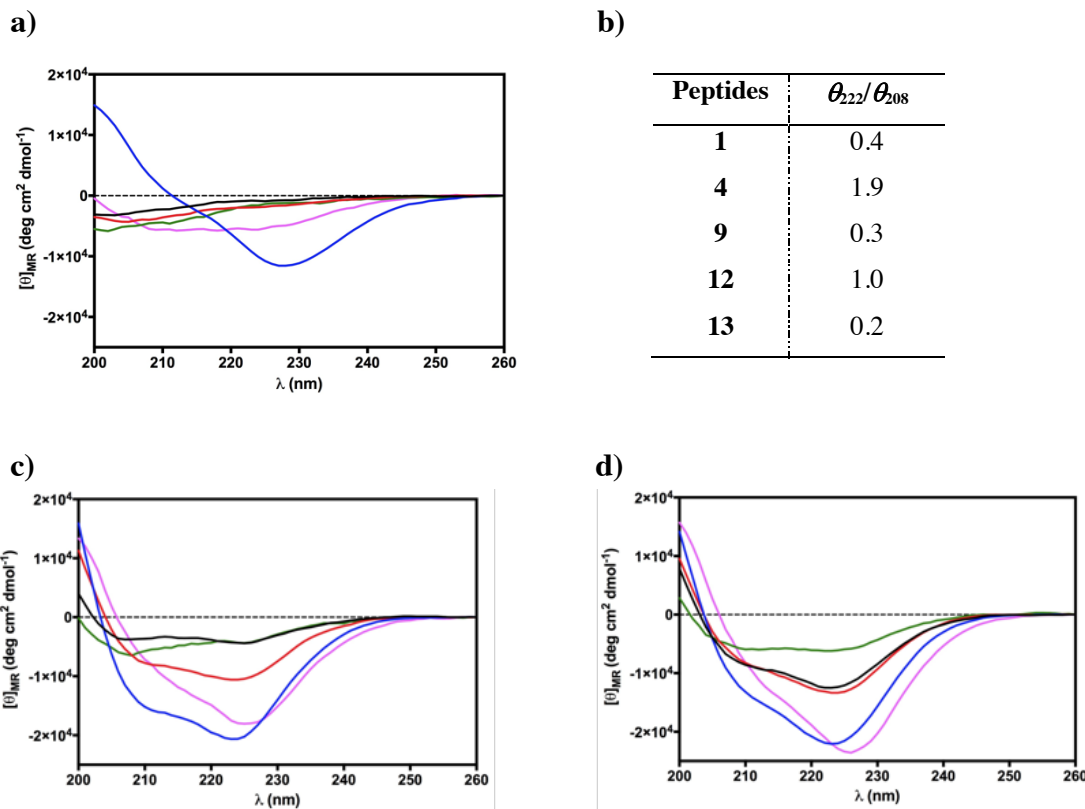 a)
b)
2×10⁴
1×10⁴
0
-1×10⁴
-2×10⁴
[θ]MR (deg cm² dmol⁻¹)
200 210 220 230 240 250 260
λ (nm)
Peptides θ₂₂₂/θ₂₀₈
1 0.4
4 1.9
9 0.3
12 1.0
13 0.2
c)
d)
2×10⁴
1×10⁴
0
-1×10⁴
-2×10⁴
[θ]MR (deg cm² dmol⁻¹)
200 210 220 230 240 250 260
λ (nm)
2×10⁴
1×10⁴
0
-1×10⁴
-2×10⁴
[θ]MR (deg cm² dmol⁻¹)
200 210 220 230 240 250 260
λ (nm)